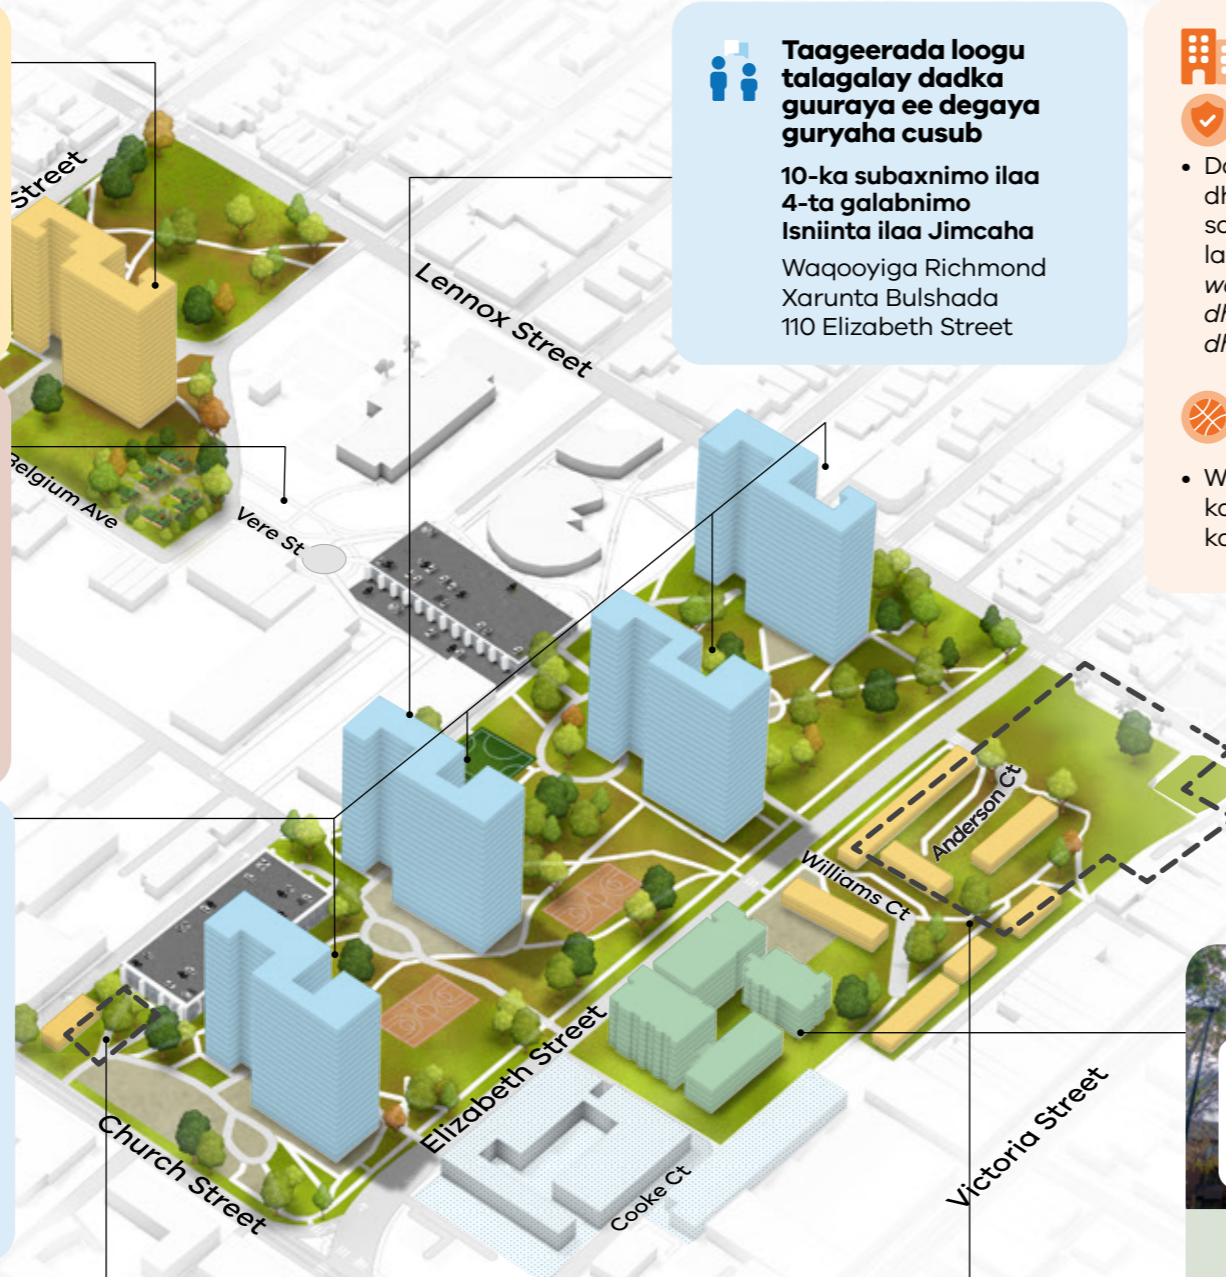 Taageerada loogu
talagalay dadka
guuraya ee degaya
guryaha cusub
10-ka subaxnimo ilaa
4-ta galabnimo
Isniinta ilaa Jimcaha
Waqooyiga Richmond
Xarunta Bulshada
110 Elizabeth Street
Street
Lennox Street
Belgium Ave
Vere St
Anderson Ct
Williams Ct
Elizabeth Street
Church Street
Cooke Ct
Victoria Street